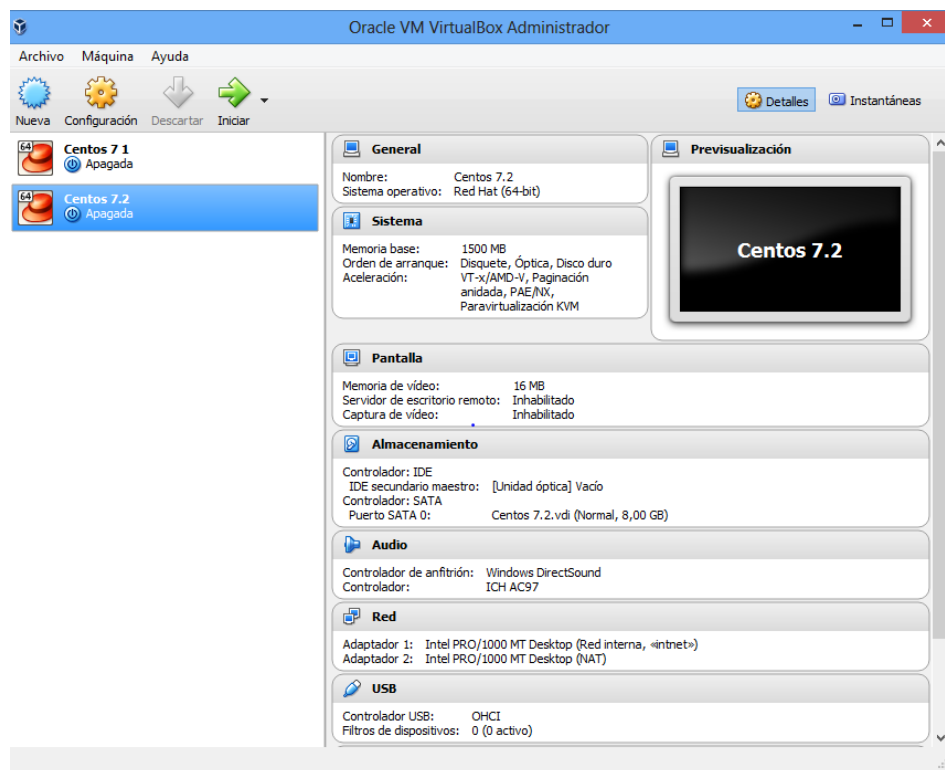 Oracle VM VirtualBox Administrador
Archivo Máquina Ayuda
Nueva Configuración Descartar Iniciar
Detalles Instantáneas
64 Centos 7 1
Apagada
64 Centos 7.2
Apagada
General
Nombre: Centos 7.2
Sistema operativo: Red Hat (64-bit)
Sistema
Memoria base: 1500 MB
Orden de arranque: Disquete, Óptica, Disco duro
Aceleración: VT-x/AMD-V, Paginación
anidada, PAE/NX,
Paravirtualización KVM
Previsualización
Centos 7.2
Pantalla
Memoria de vídeo: 16 MB
Servidor de escritorio remoto: Inhabilitado
Captura de vídeo: Inhabilitado
Almacenamiento
Controlador: IDE
IDE secundario maestro: [Unidad óptica] Vacío
Controlador: SATA
Puerto SATA 0: Centos 7.2.vdi (Normal, 8,00 GB)
Audio
Controlador de anfitrión: Windows DirectSound
Controlador: ICH AC97
Red
Adaptador 1: Intel PRO/1000 MT Desktop (Red interna, «intnet»)
Adaptador 2: Intel PRO/1000 MT Desktop (NAT)
USB
Controlador USB: OHCI
Filtros de dispositivos: 0 (0 activo)